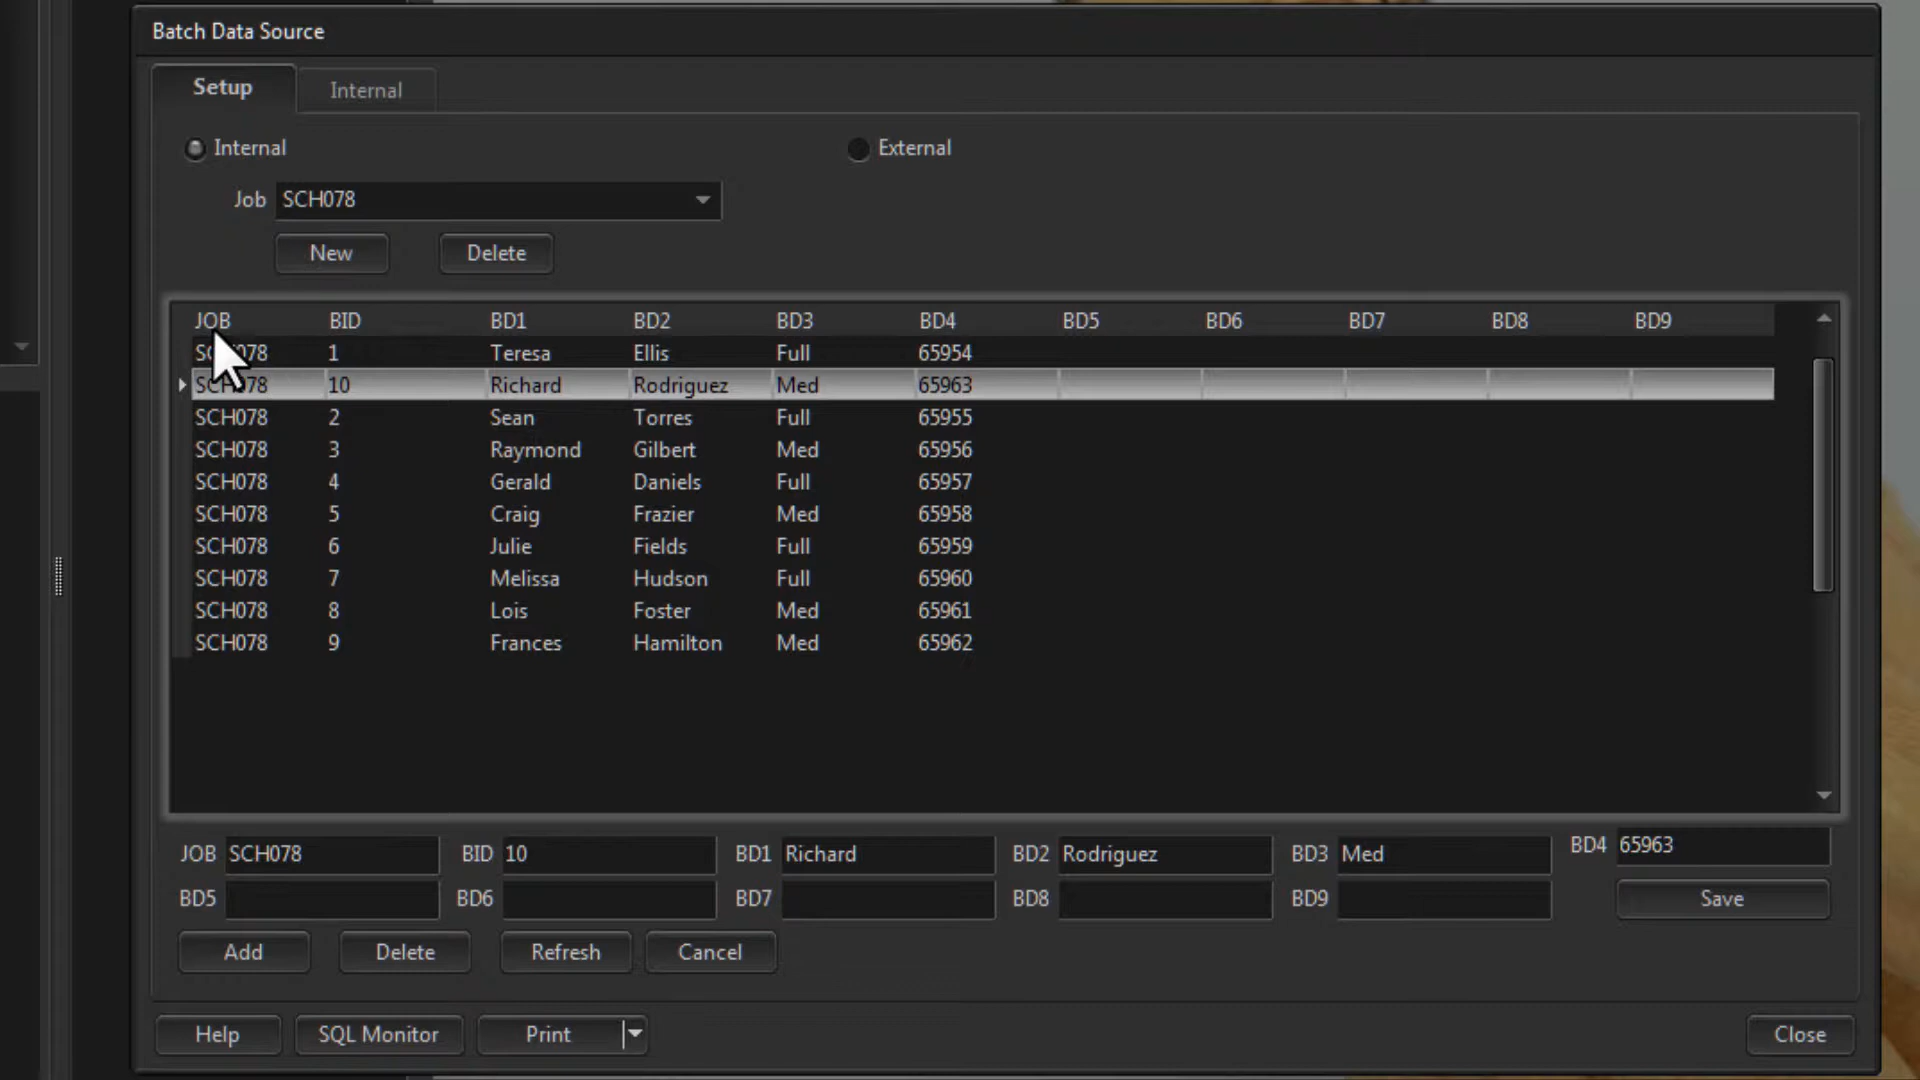 Batch Data Source
Setup Internal
Internal External
Job SCH078
New Delete
JOB BID BD1 BD2 BD3 BD4 BD5 BD6 BD7 BD8 BD9
SCH078 1 Teresa Ellis Full 65954
SCH078 10 Richard Rodriguez Med 65963
SCH078 2 Sean Torres Full 65955
SCH078 3 Raymond Gilbert Med 65956
SCH078 4 Gerald Daniels Full 65957
SCH078 5 Craig Frazier Med 65958
SCH078 6 Julie Fields Full 65959
SCH078 7 Melissa Hudson Full 65960
SCH078 8 Lois Foster Med 65961
SCH078 9 Frances Hamilton Med 65962
JOB SCH078 BID 10 BD1 Richard BD2 Rodriguez BD3 Med BD4 65963
BD5 BD6 BD7 BD8 BD9 Save
Add Delete Refresh Cancel
Help SQL Monitor Print Close